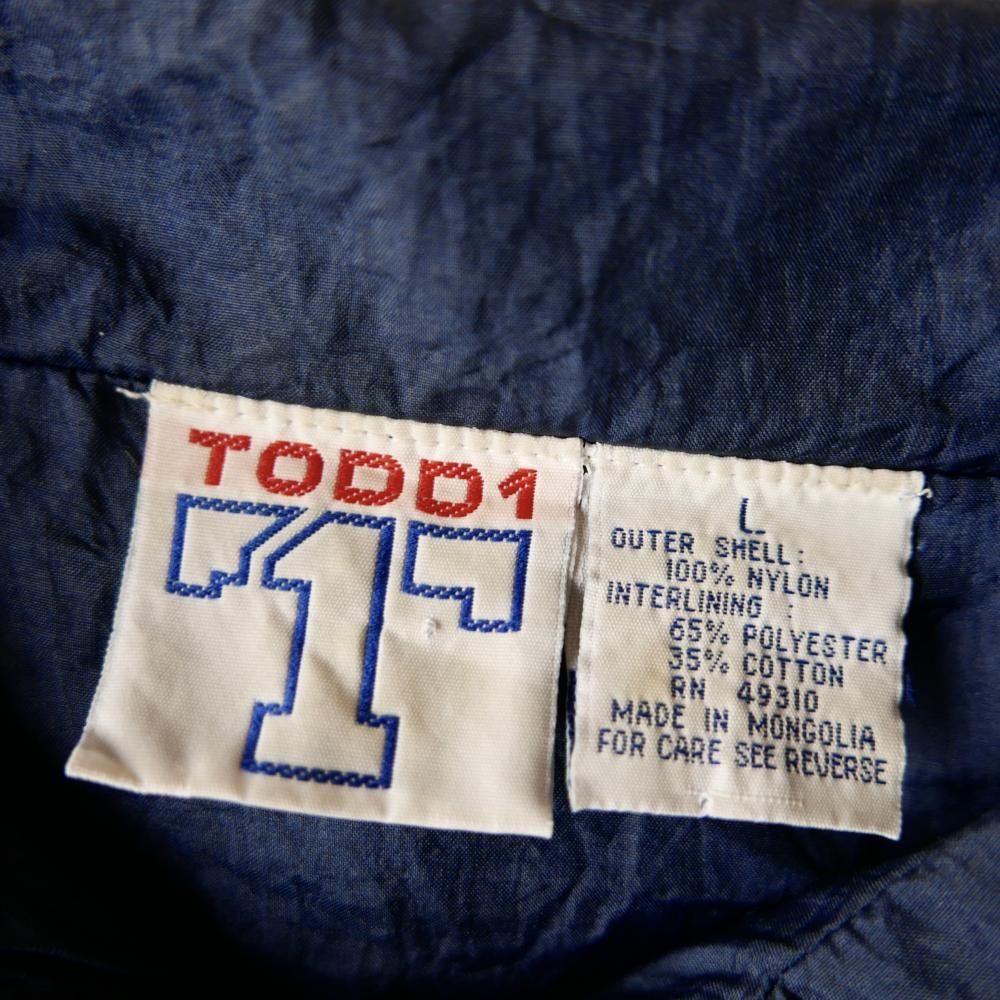 TODD1
T1
L
OUTER SHELL:
100% NYLON
INTERLINING :
65% POLYESTER
35% COTTON
RN 49310
MADE IN MONGOLIA
FOR CARE SEE REVERSE